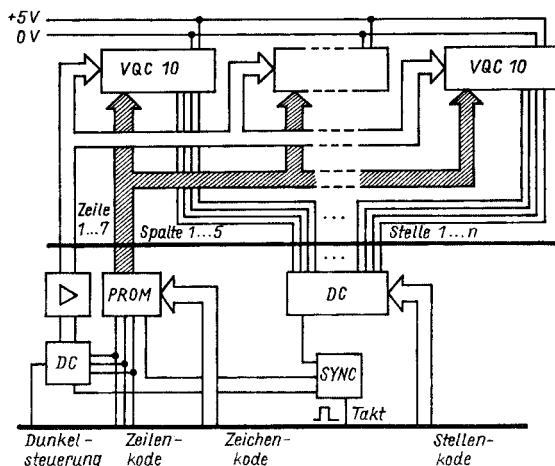 +5V
0V
VQC 10
VQC 10
Zeile
1...7
Spalte 1...5
Stelle 1...n
PROM
DC
DC
SYNC
Takt
Dunkel-
steuerung
Zeilen-
kode
Zeichen-
kode
Stellen-
kode